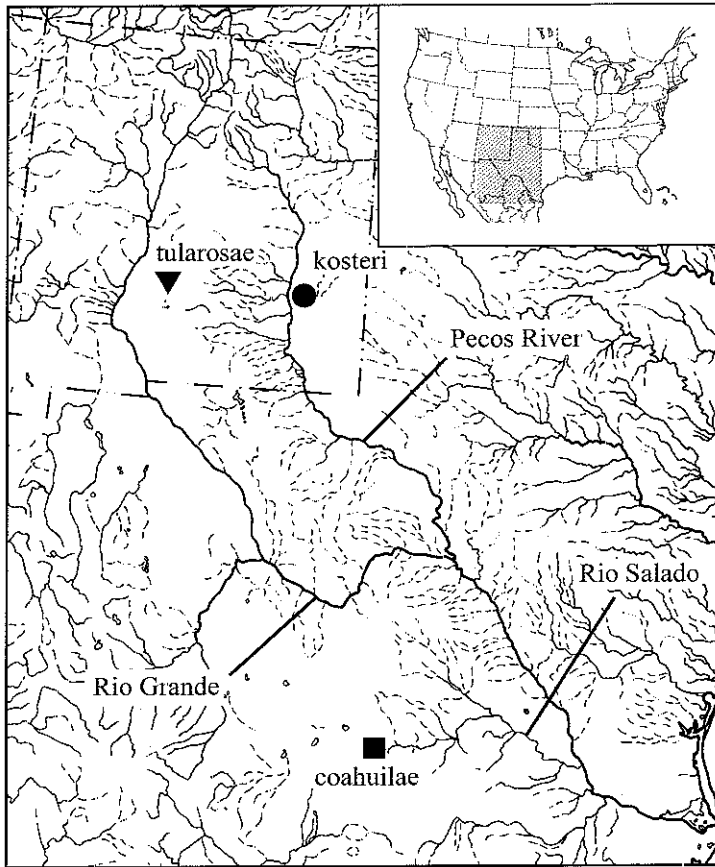 tularosae
kosteri
Pecos River
Rio Salado
Rio Grande
coahuilae